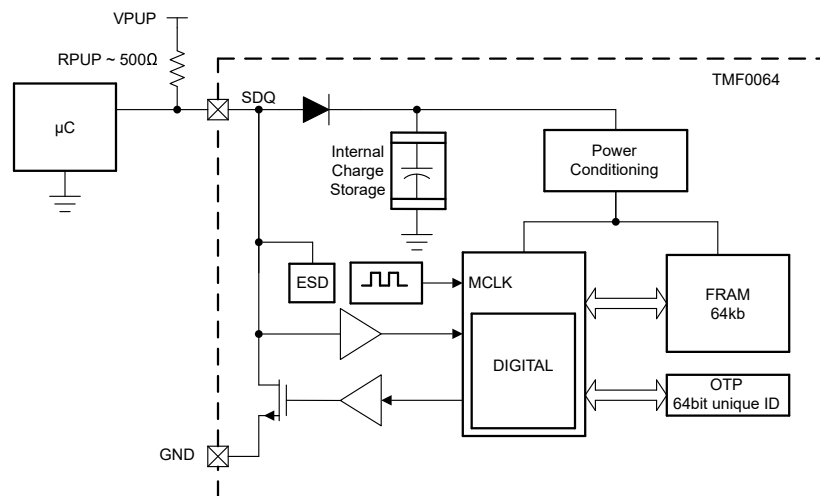 VPUP
RPUP ~ 500Ω
TMF0064
SDQ
µC
Internal
Charge
Storage
Power
Conditioning
ESD
MCLK
FRAM
64kb
DIGITAL
OTP
64bit unique ID
GND